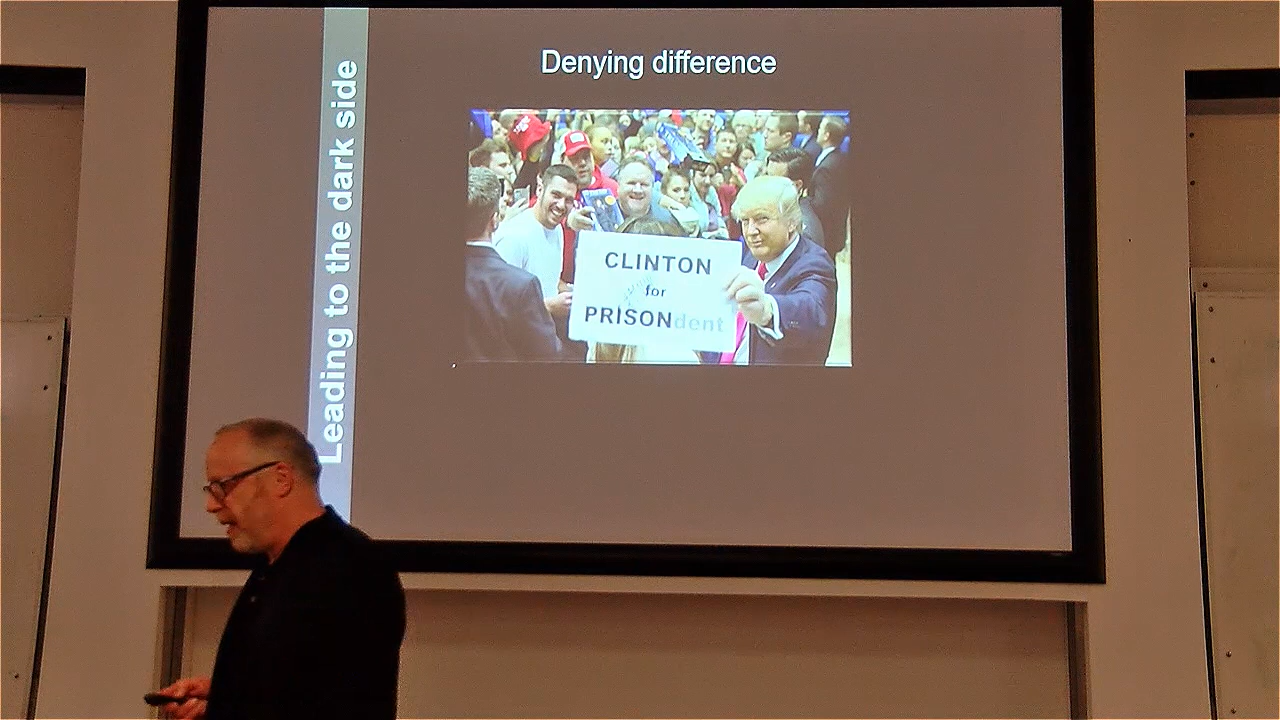 Denying difference
Leading to the dark side
CLINTON
for
PRISONdent